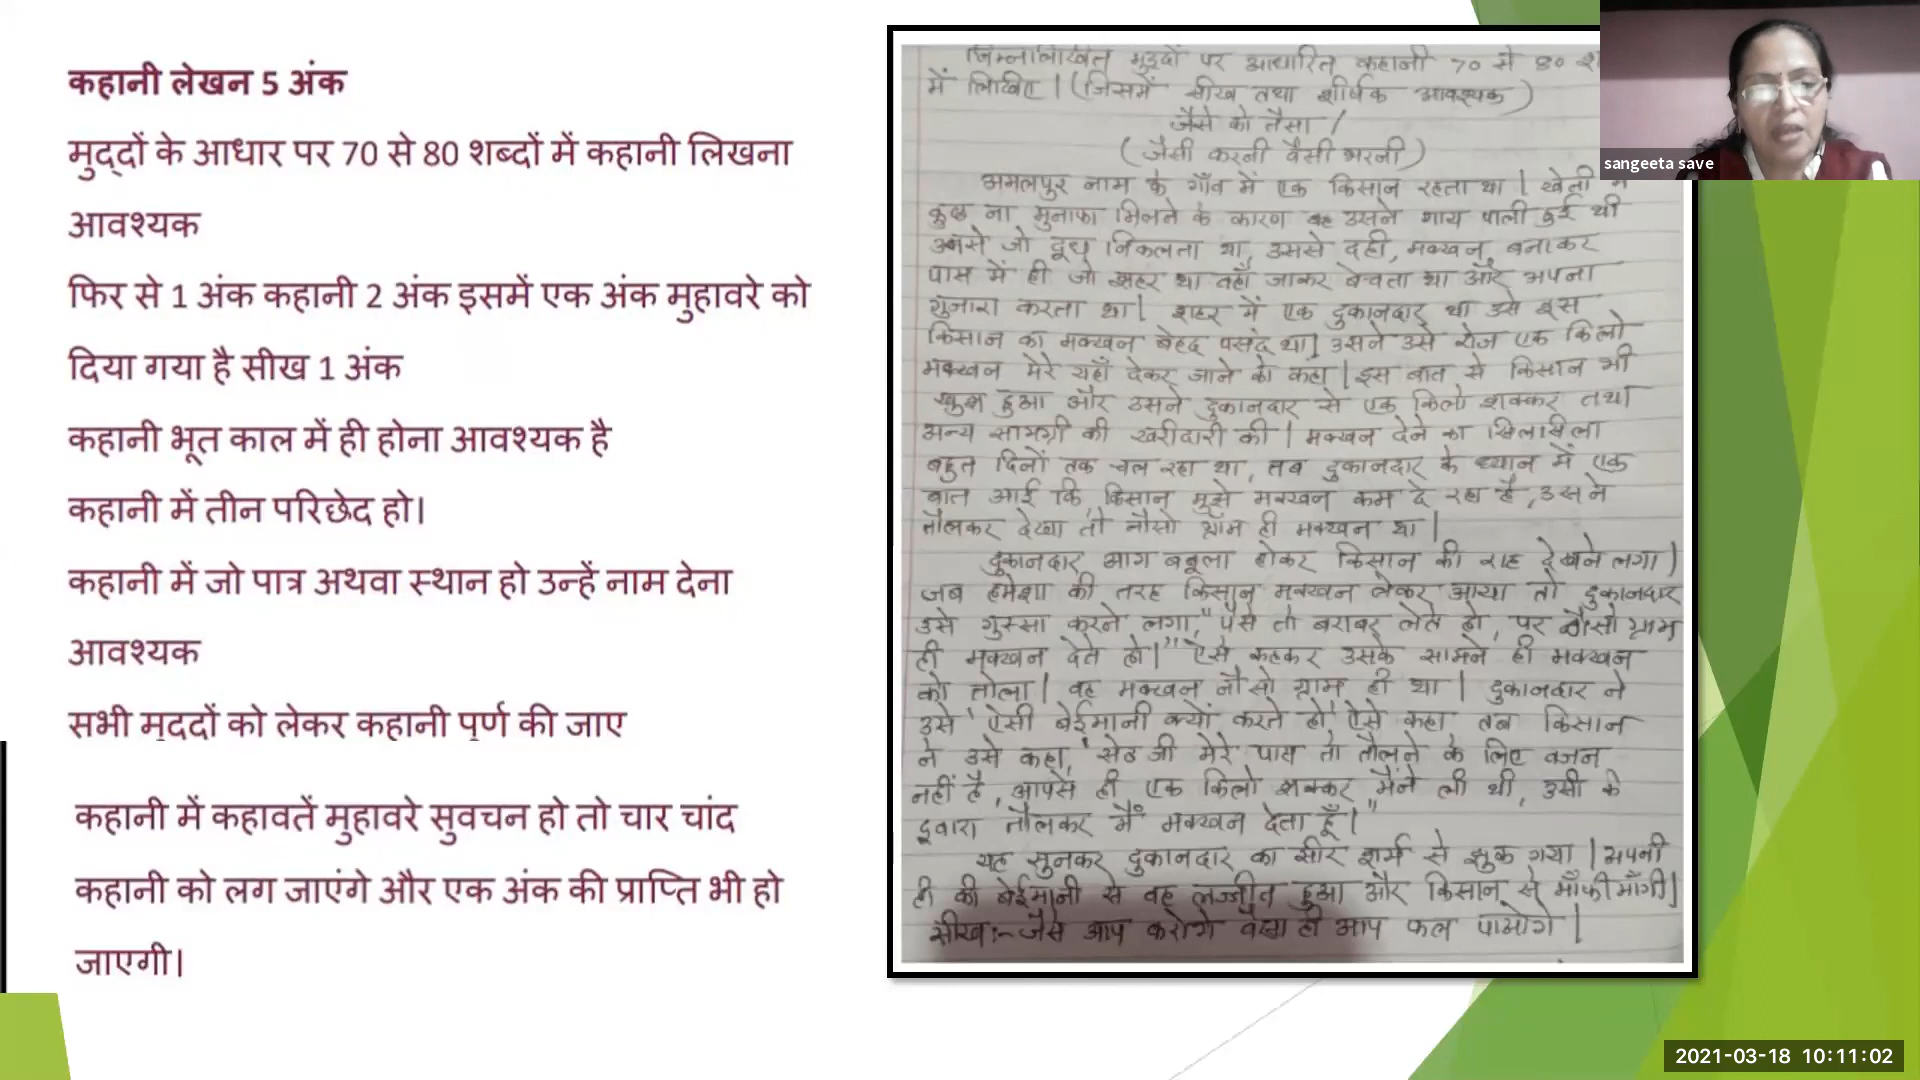 कहानी लेखन 5 अंक
मुद्दों के आधार पर 70 से 80 शब्दों में कहानी लिखना
आवश्यक
फिर से 1 अंक कहानी 2 अंक इसमें एक अंक मुहावरे को
दिया गया है सीख 1 अंक
कहानी भूत काल में ही होना आवश्यक है
कहानी में तीन परिछेद हो।
कहानी में जो पात्र अथवा स्थान हो उन्हें नाम देना
आवश्यक
सभी मुददों को लेकर कहानी पूर्ण की जाए
कहानी में कहावतें मुहावरे सुवचन हो तो चार चांद
कहानी को लग जाएंगे और एक अंक की प्राप्ति भी हो
जाएगी।
निम्नलिखित मुद्दों पर आधारित कहानी 70 से 80
में लिखिए। (जिसमें सीख तथा शीर्षक आवश्यक)
जैसे को तैसा /
(जैसी करनी वैसी भरनी)
अमलपुर नाम के गाँव में एक किसान रहता था। खेती
कुछ ना मुनाफा मिलने के कारण वह उसने गाय पाली हुई थी
उनसे जो दूध निकलता था, उससे दही, मक्खन बनाकर
पास में ही जो शहर था वहाँ जाकर बेचता था और अपना
गुजारा करता था। शहर में एक दुकानदार था उसे इस
किसान का मक्खन बेहद पसंद था। उसने उसे रोज एक किलो
मक्खन मेरे यहाँ देकर जाने को कहा। इस बात से किसान भी
खुश हुआ और उसने दुकानदार से एक किलो शक्कर तथा
अन्य सामग्री की खरीदारी की। मक्खन देने का सिलासीला
बहुत दिनों तक चल रहा था, तब दुकानदार के ध्यान में एक
बात आई कि, किसान मुझे मक्खन कम दे रहा है, उसने
तौलकर देखा तो नौसो ग्रॅाम ही मक्खन था।
दुकानदार आग बबूला होकर किसान की राह देखने लगा।
जब हमेशा की तरह किसान मक्खन लेकर आया तो दुकानदार
उसे गुस्सा करने लगा, "पैसे तो बराबर लेते हो, पर नौसो ग्राम
ही मक्खन देते हो।" ऐसे कहकर उसके सामने ही मक्खन
को तोला। वह मक्खन नौसो ग्राम ही था। दुकानदार ने
उसे 'ऐसी बेईमानी क्यों करते हो' ऐसे कहा तब किसान
ने उसे कहा, 'सेठ जी मेरे पास तो तौलने के लिए वजन
नहीं है, आपसे ही एक किलो शक्कर मैंने ली थी, उसी के
द्वारा तौलकर मैं मक्खन देता हूँ।"
यह सुनकर दुकानदार का सीर शर्म से झुक गया। अपनी
ही की बेईमानी से वह लज्जीत हुआ और किसान से माँफी माँगी।
सीख :- जैसे आप करोगे वैसा ही आप फल पाओगे।
sangeeta save
2021-03-18 10:11:02